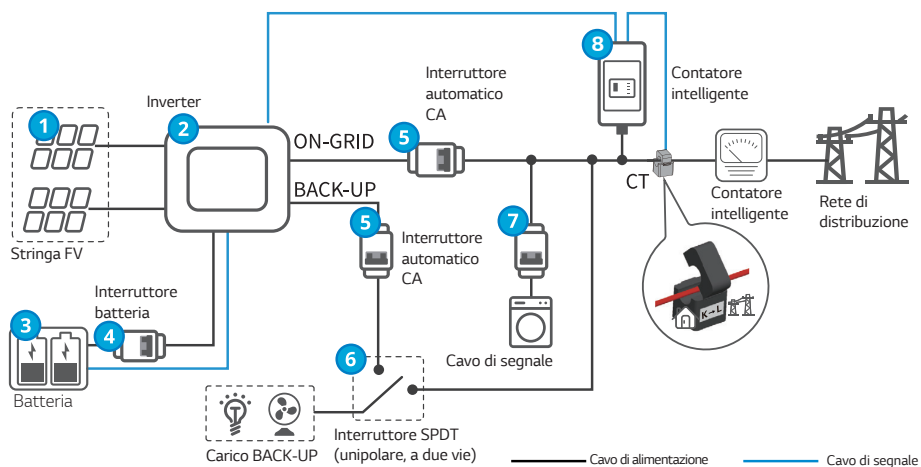 8
Interruttore
automatico
CA
Contatore
intelligente
Inverter
1
2
5
ON-GRID
BACK-UP
CT
Contatore
intelligente
Rete di
distribuzione
5
7
Interruttore
automatico
CA
Stringa FV
Interruttore
batteria
3
4
K→L
Batteria
6
Cavo di segnale
Carico BACK-UP
Interruttore SPDT
(unipolare, a due vie)
Cavo di alimentazione
Cavo di segnale